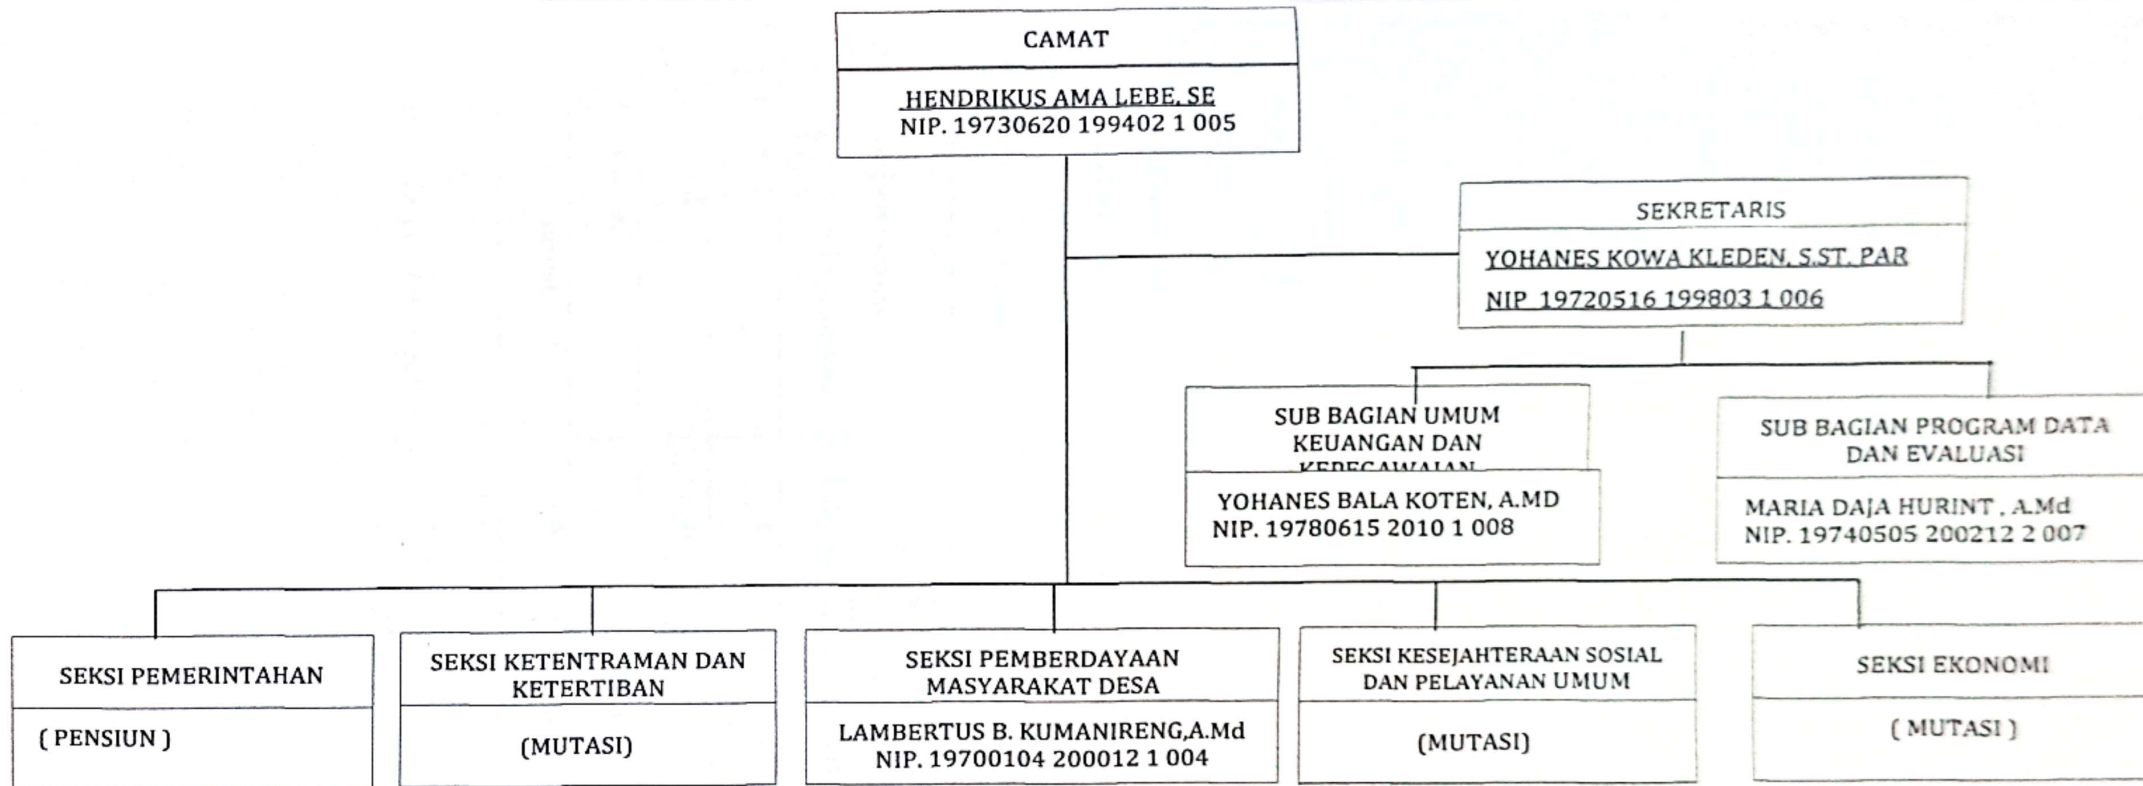 CAMAT
HENDRIKUS AMA LEBE, SE
NIP. 19730620 199402 1 005
SEKRETARIS
YOHANES KOWA KLEDEN, S.ST. PAR
NIP 19720516 199803 1 006
SUB BAGIAN UMUM
KEUANGAN DAN
KEPEGAWAIAN
YOHANES BALA KOTEN, A.MD
NIP. 19780615 2010 1 008
SUB BAGIAN PROGRAM DATA
DAN EVALUASI
MARIA DAJA HURINT , A.Md
NIP. 19740505 200212 2 007
SEKSI PEMERINTAHAN
( PENSIUN )
SEKSI KETENTRAMAN DAN
KETERTIBAN
(MUTASI)
SEKSI PEMBERDAYAAN
MASYARAKAT DESA
LAMBERTUS B. KUMANIRENG,A.Md
NIP. 19700104 200012 1 004
SEKSI KESEJAHTERAAN SOSIAL
DAN PELAYANAN UMUM
(MUTASI)
SEKSI EKONOMI
( MUTASI )